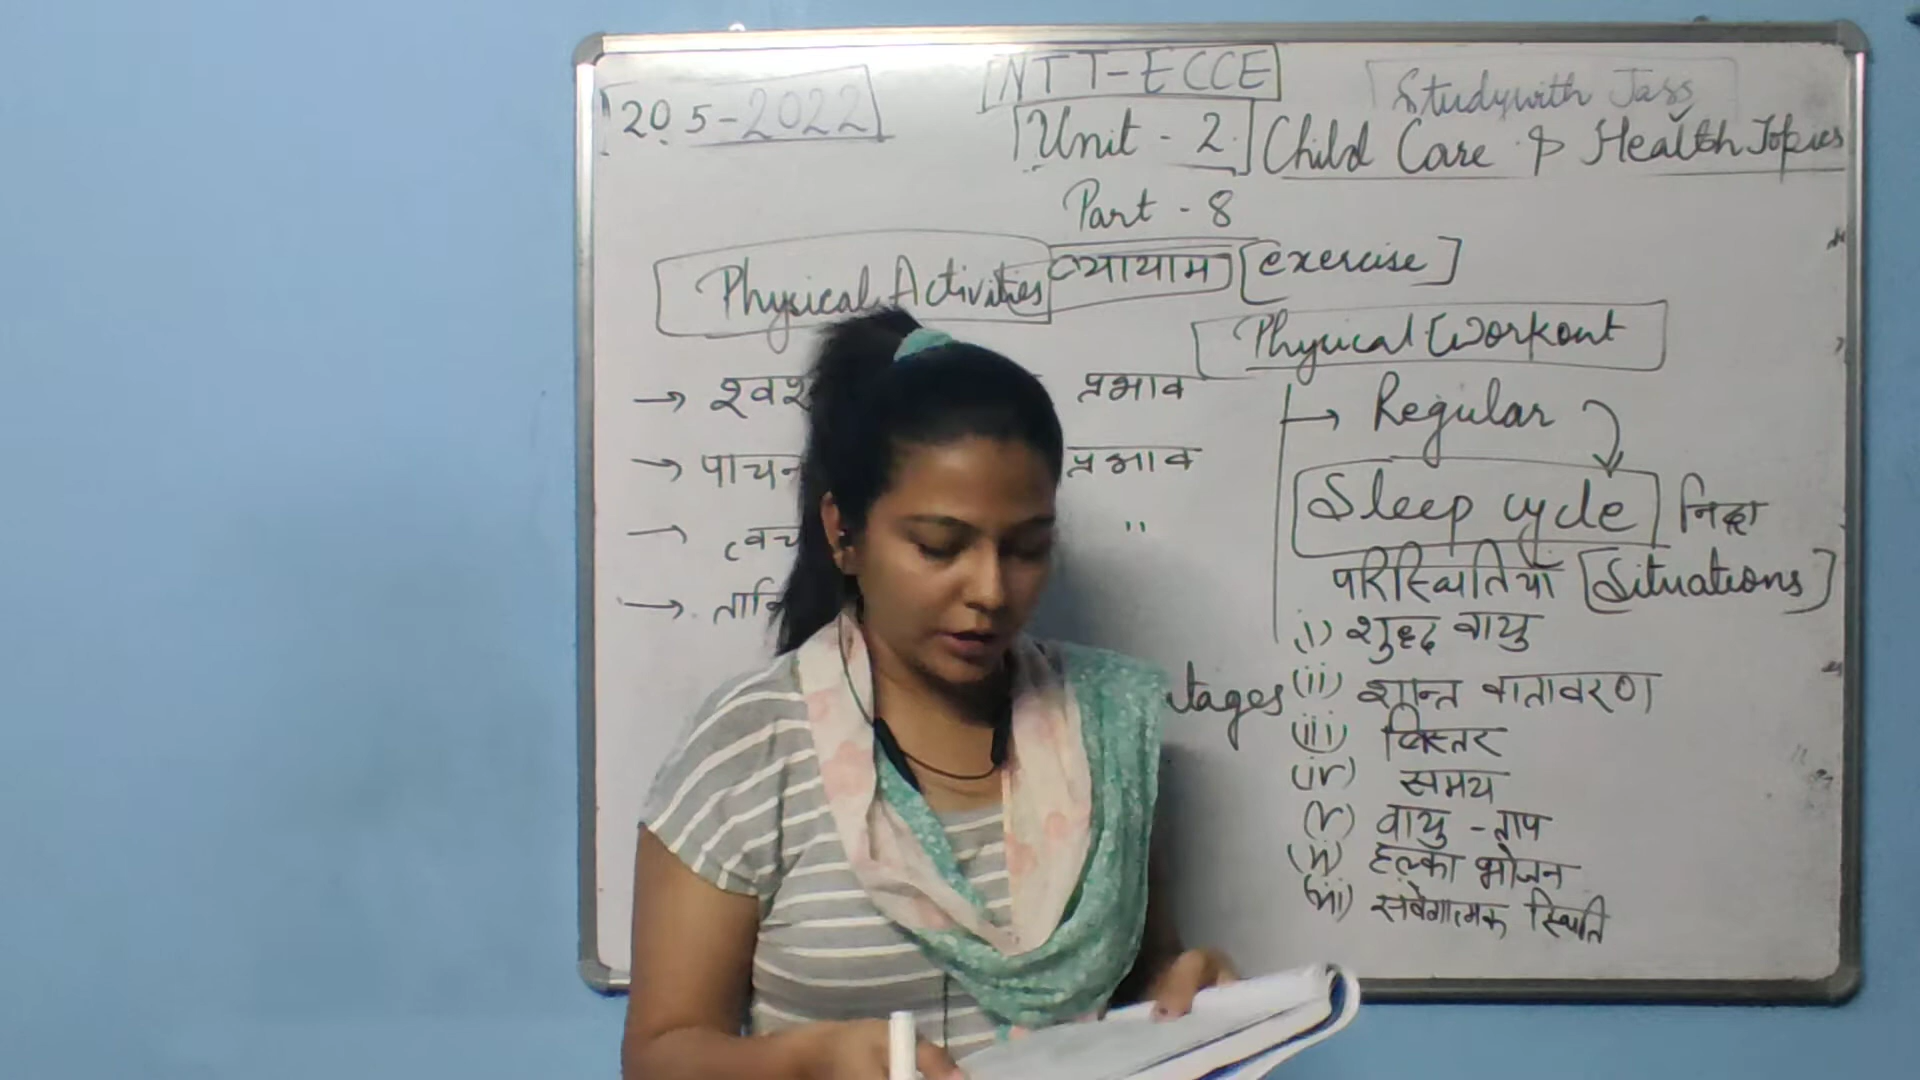 20 5-2022
NTT-ECCE
Studywith Jass
Unit - 2. Child Care & Health Topics
Part - 8
Physical Activities व्यायाम [exercise]
Physical Workout
→ प्रभाव
→ पाचन प्रभाव
→ "
→
→ Regular
Sleep cycle निद्रा
परिस्थितियाँ [Situations]
(i) शुद्ध वायु
(ii) शान्त वातावरण
(iii) बिस्तर
(iv) समय
(v) वायु - ताप
(vi) हल्का भोजन
(vii) संवेगात्मक स्थिति